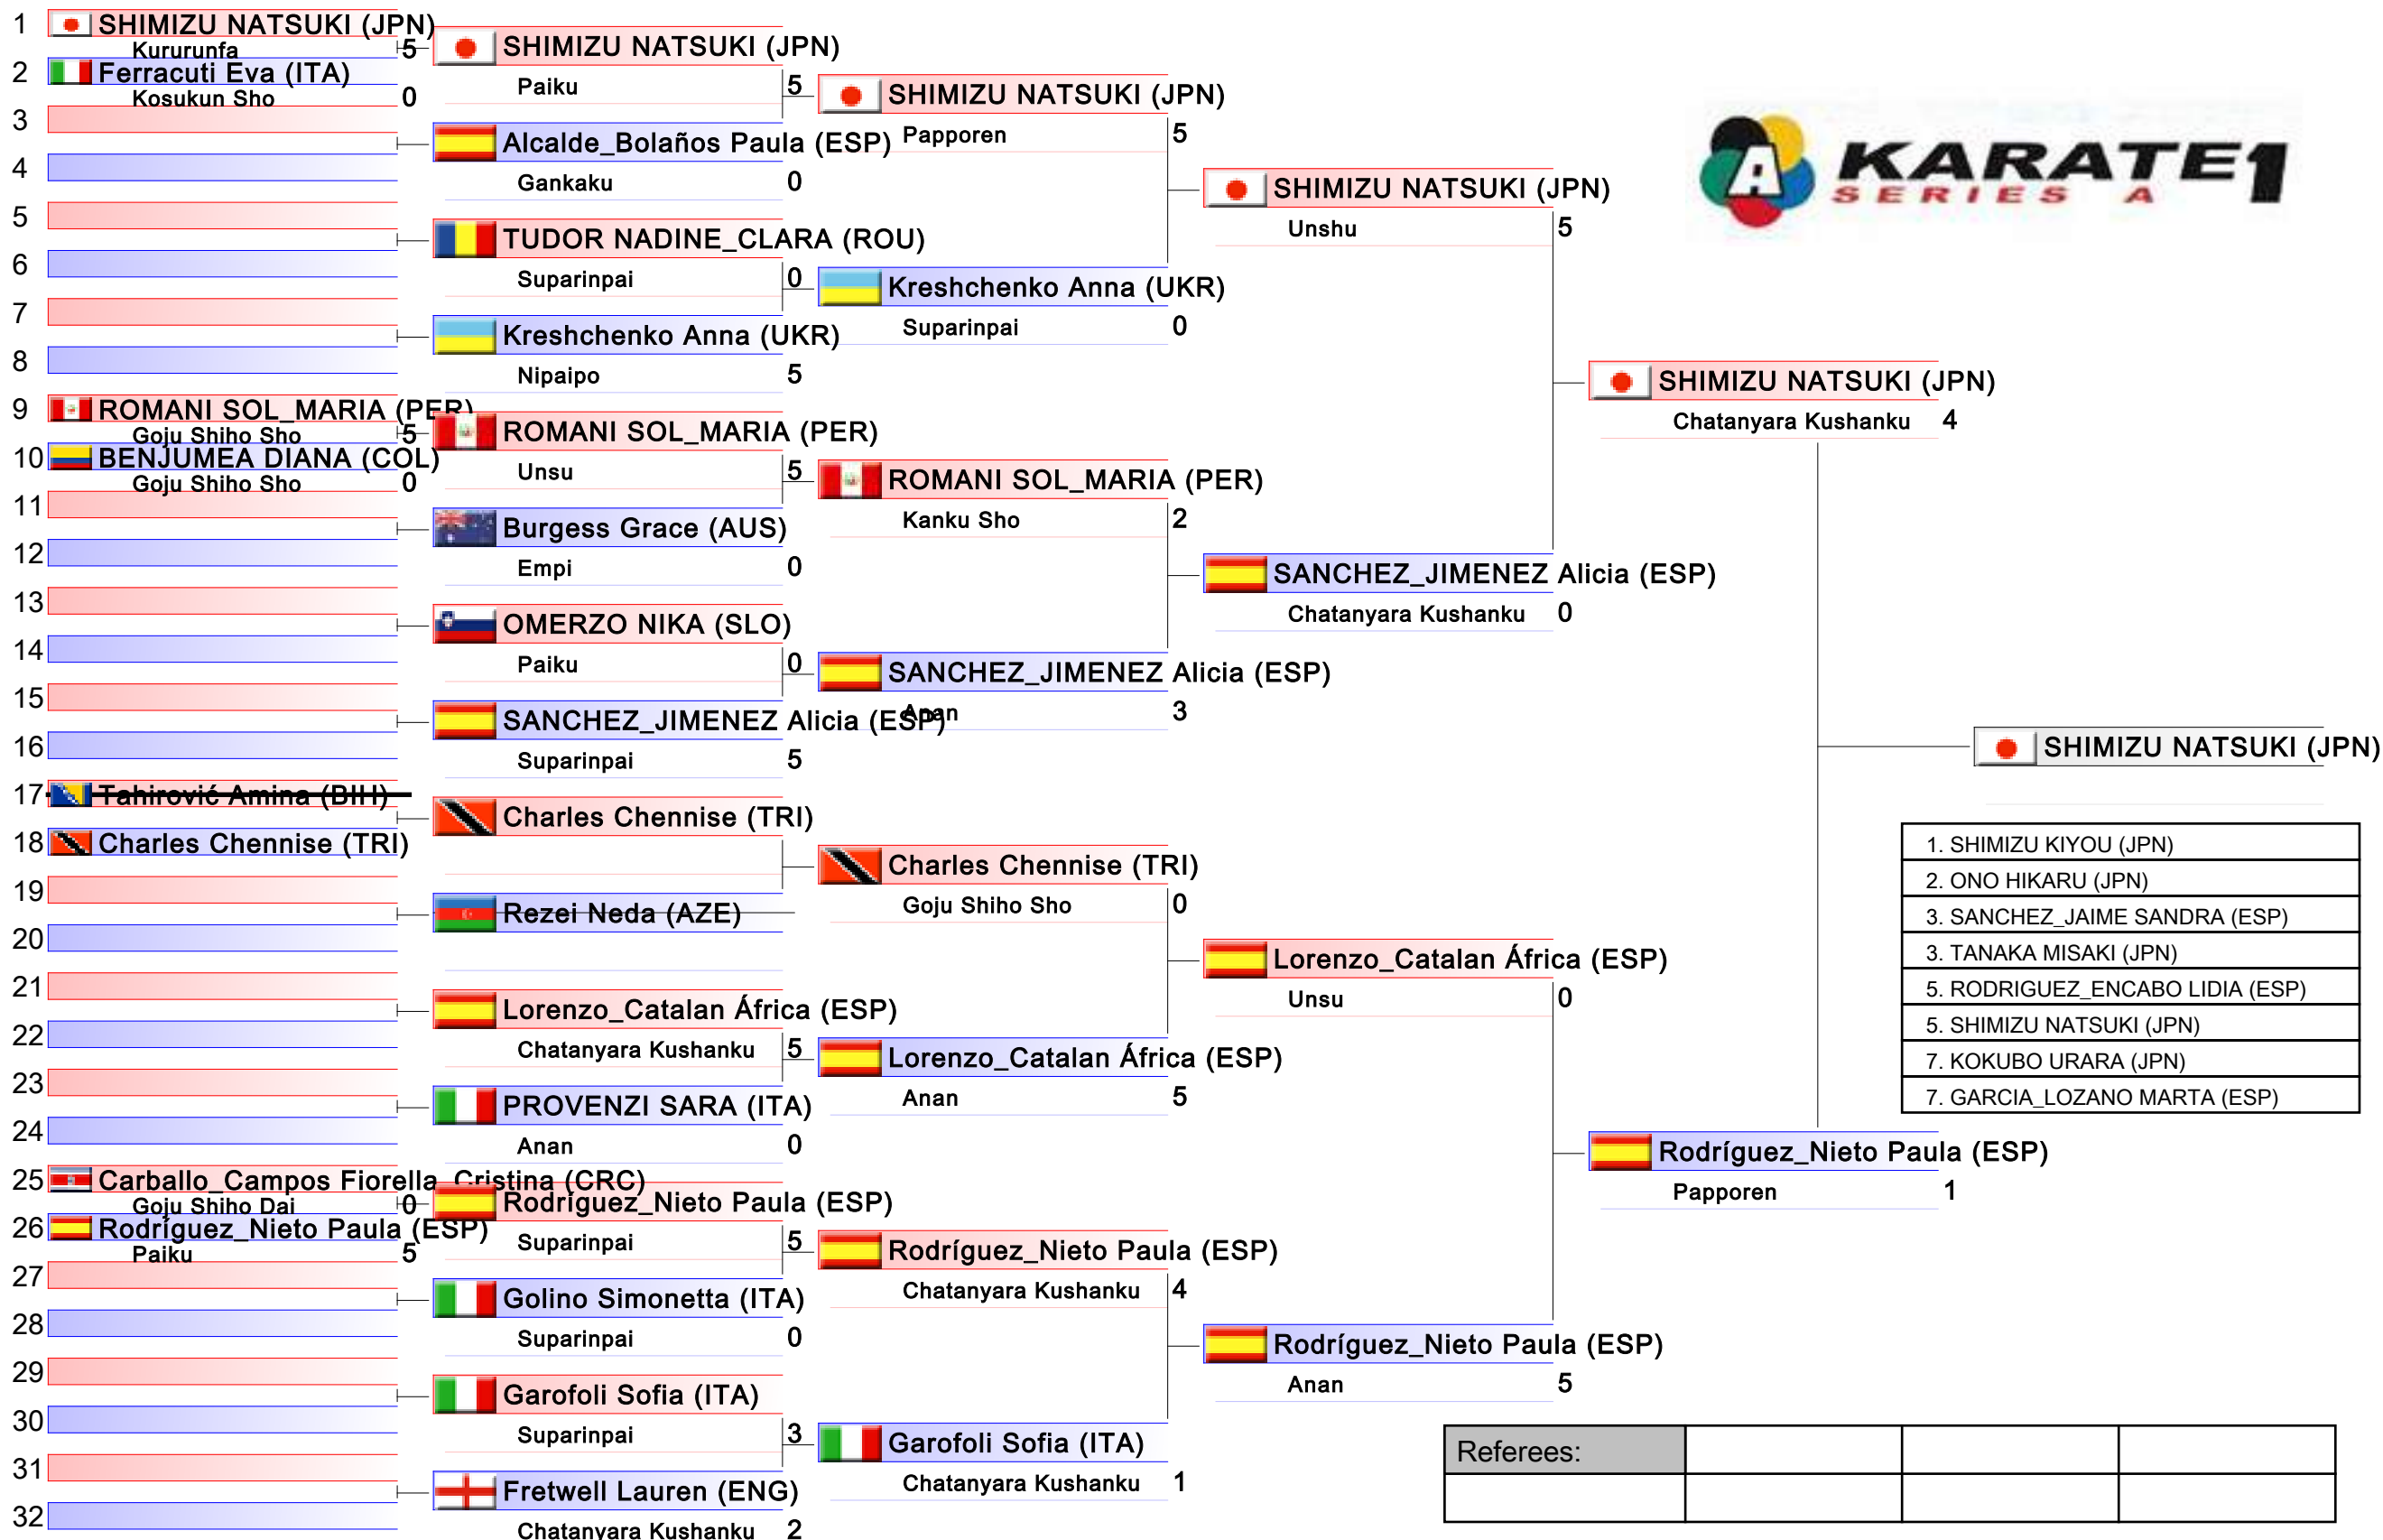 1 SHIMIZU NATSUKI (JPN)
Kururunfa 5
2 Ferracuti Eva (ITA)
Kosukun Sho 0
3
4
5
6
7
8
9 ROMANI SOL_MARIA (PER)
Goju Shiho Sho 5
10 BENJUMEA DIANA (COL)
Goju Shiho Sho 0
11
12
13
14
15
16
17 Tahirović Amina (BIH)
18 Charles Chennise (TRI)
19
20
21
22
23
24
25 Carballo_Campos Fiorella_Cristina (CRC)
Goju Shiho Dai 0
26 Rodríguez_Nieto Paula (ESP)
Paiku 5
27
28
29
30
31
32
SHIMIZU NATSUKI (JPN)
Paiku 5
Alcalde_Bolaños Paula (ESP)
Gankaku 0
TUDOR NADINE_CLARA (ROU)
Suparinpai 0
Kreshchenko Anna (UKR)
Nipaipo 5
ROMANI SOL_MARIA (PER)
Unsu 5
Burgess Grace (AUS)
Empi 0
OMERZO NIKA (SLO)
Paiku 0
SANCHEZ_JIMENEZ Alicia (ESP)
Suparinpai 5
Charles Chennise (TRI)
Rezei Neda (AZE)
Lorenzo_Catalan África (ESP)
Chatanyara Kushanku 5
PROVENZI SARA (ITA)
Anan 0
Rodríguez_Nieto Paula (ESP)
Suparinpai 5
Golino Simonetta (ITA)
Suparinpai 0
Garofoli Sofia (ITA)
Suparinpai 3
Fretwell Lauren (ENG)
Chatanyara Kushanku 2
SHIMIZU NATSUKI (JPN)
Papporen 5
Kreshchenko Anna (UKR)
Suparinpai 0
ROMANI SOL_MARIA (PER)
Kanku Sho 2
SANCHEZ_JIMENEZ Alicia (ESP)
Anan 3
Charles Chennise (TRI)
Goju Shiho Sho 0
Lorenzo_Catalan África (ESP)
Anan 5
Rodríguez_Nieto Paula (ESP)
Chatanyara Kushanku 4
Garofoli Sofia (ITA)
Chatanyara Kushanku 1
SHIMIZU NATSUKI (JPN)
Unshu 5
SANCHEZ_JIMENEZ Alicia (ESP)
Chatanyara Kushanku 0
Lorenzo_Catalan África (ESP)
Unsu 0
Rodríguez_Nieto Paula (ESP)
Anan 5
SHIMIZU NATSUKI (JPN)
Chatanyara Kushanku 4
Rodríguez_Nieto Paula (ESP)
Papporen 1
A KARATE1
SERIES A
SHIMIZU NATSUKI (JPN)
1. SHIMIZU KIYOU (JPN)
2. ONO HIKARU (JPN)
3. SANCHEZ_JAIME SANDRA (ESP)
3. TANAKA MISAKI (JPN)
5. RODRIGUEZ_ENCABO LIDIA (ESP)
5. SHIMIZU NATSUKI (JPN)
7. KOKUBO URARA (JPN)
7. GARCIA_LOZANO MARTA (ESP)
Referees: